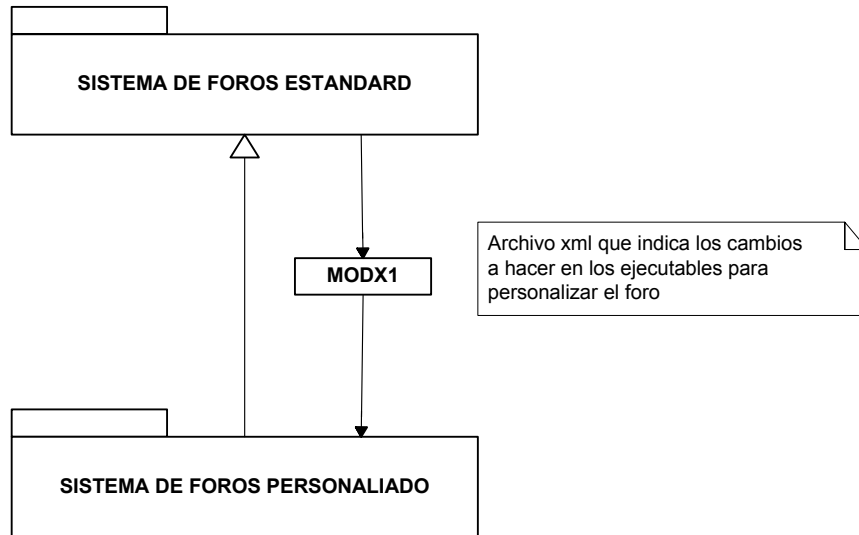 SISTEMA DE FOROS ESTANDARD
Archivo xml que indica los cambios
a hacer en los ejecutables para
personalizar el foro
MODX1
SISTEMA DE FOROS PERSONALIADO